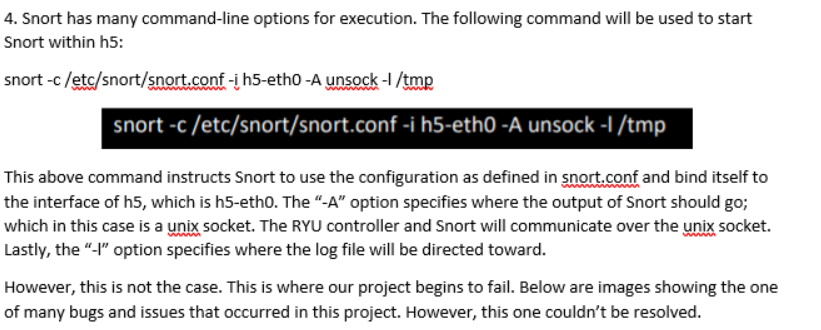 4. Snort has many command-line options for execution. The following command will be used to start
Snort within h5:
snort -c /etc/snort/snort.conf -i h5-eth0 -A unsock -l /tmp
snort -c /etc/snort/snort.conf -i h5-eth0 -A unsock -l /tmp
This above command instructs Snort to use the configuration as defined in snort.conf and bind itself to
the interface of h5, which is h5-eth0. The “-A” option specifies where the output of Snort should go;
which in this case is a unix socket. The RYU controller and Snort will communicate over the unix socket.
Lastly, the “-l” option specifies where the log file will be directed toward.
However, this is not the case. This is where our project begins to fail. Below are images showing the one
of many bugs and issues that occurred in this project. However, this one couldn’t be resolved.